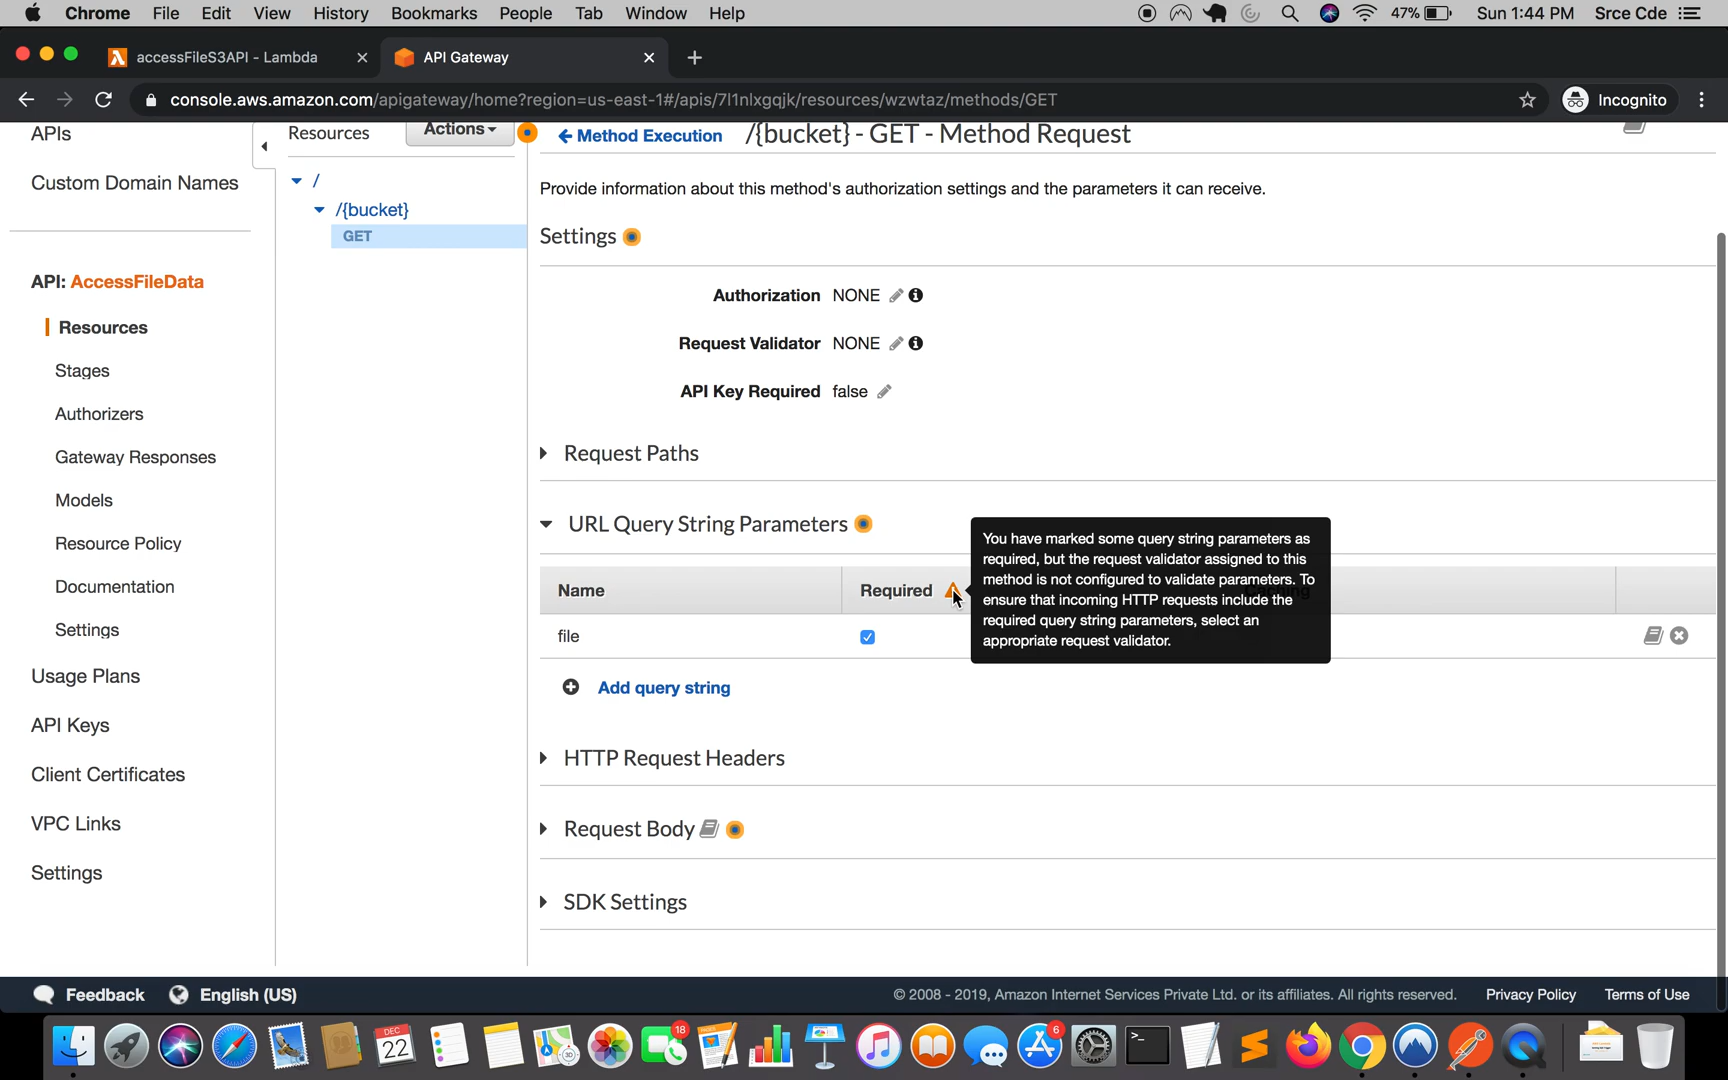 Chrome File Edit View History Bookmarks People Tab Window Help 47% Sun 1:44 PM Srce Cde
accessFileS3API - Lambda API Gateway
console.aws.amazon.com/apigateway/home?region=us-east-1#/apis/7l1nlxgqjk/resources/wzwtaz/methods/GET Incognito
APIs
Custom Domain Names
API: AccessFileData
Resources
Stages
Authorizers
Gateway Responses
Models
Resource Policy
Documentation
Settings
Usage Plans
API Keys
Client Certificates
VPC Links
Settings
Resources Actions
/
/{bucket}
GET
Method Execution /{bucket} - GET - Method Request
Provide information about this method's authorization settings and the parameters it can receive.
Settings
Authorization NONE
Request Validator NONE
API Key Required false
Request Paths
URL Query String Parameters
Name Required Caching
You have marked some query string parameters as
required, but the request validator assigned to this
method is not configured to validate parameters. To
ensure that incoming HTTP requests include the
required query string parameters, select an
appropriate request validator.
file
Add query string
HTTP Request Headers
Request Body
SDK Settings
Feedback English (US) © 2008 - 2019, Amazon Internet Services Private Ltd. or its affiliates. All rights reserved. Privacy Policy Terms of Use
DEC
22
3D
18
PAGES
6